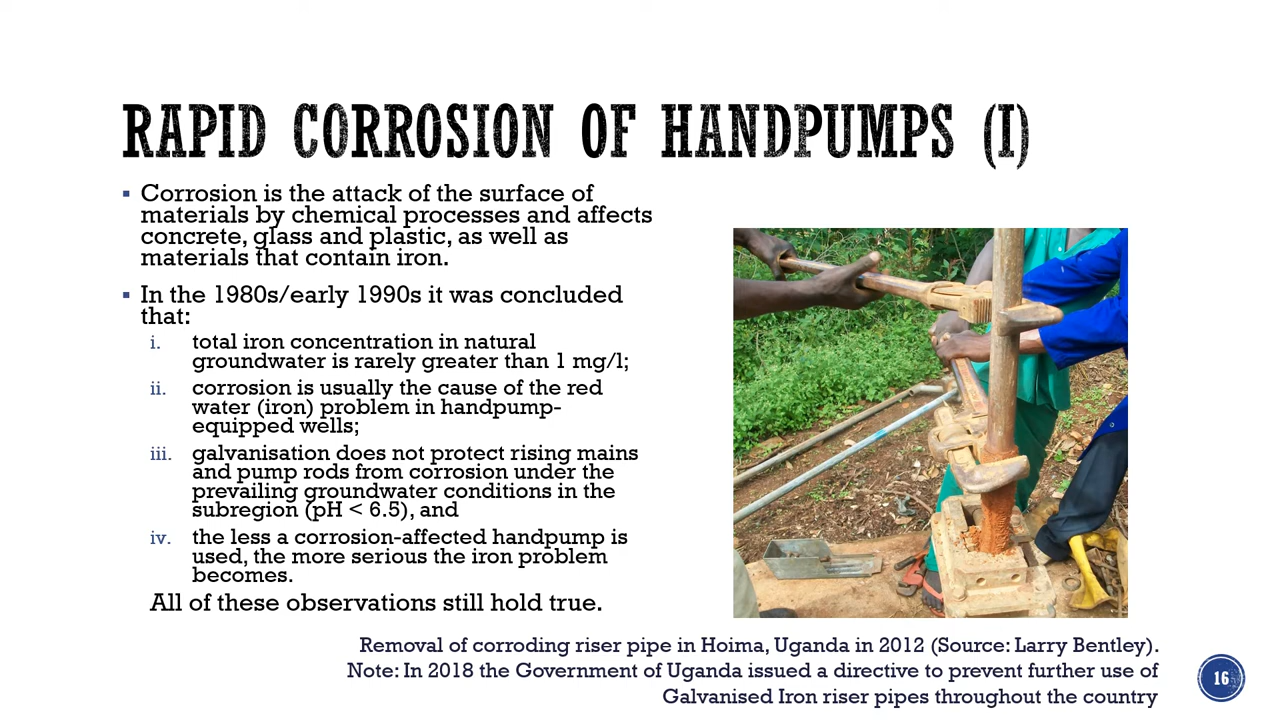 RAPID CORROSION OF HANDPUMPS (I)
▪ Corrosion is the attack of the surface of
materials by chemical processes and affects
concrete, glass and plastic, as well as
materials that contain iron.
▪ In the 1980s/early 1990s it was concluded
that:
i. total iron concentration in natural
groundwater is rarely greater than 1 mg/l;
ii. corrosion is usually the cause of the red
water (iron) problem in handpump-
equipped wells;
iii. galvanisation does not protect rising mains
and pump rods from corrosion under the
prevailing groundwater conditions in the
subregion (pH < 6.5), and
iv. the less a corrosion-affected handpump is
used, the more serious the iron problem
becomes.
All of these observations still hold true.
Removal of corroding riser pipe in Hoima, Uganda in 2012 (Source: Larry Bentley).
Note: In 2018 the Government of Uganda issued a directive to prevent further use of
Galvanised Iron riser pipes throughout the country
16